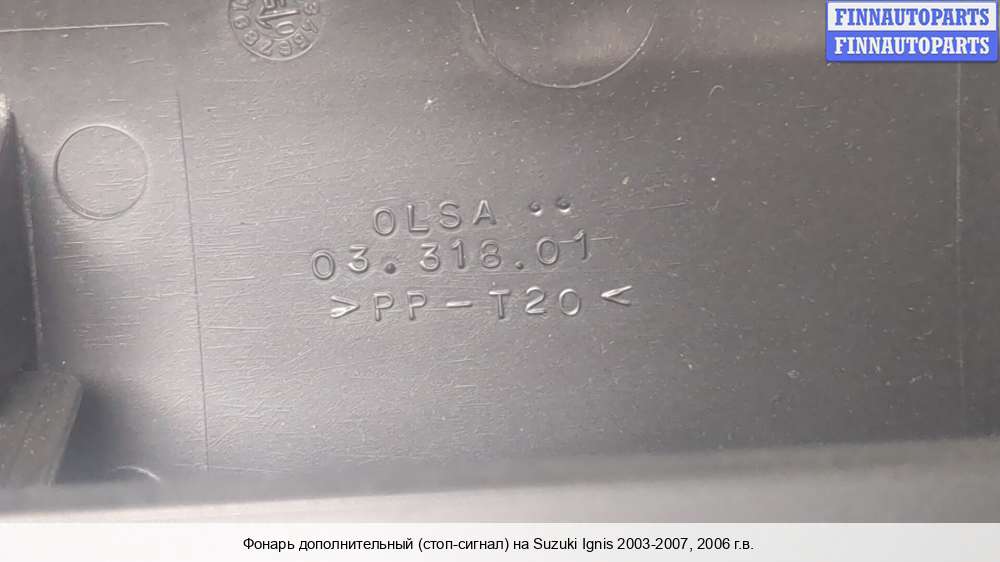 FINNAUTOPARTS
FINNAUTOPARTS
OLSA
03.318.01
>PP-T20<
Фонарь дополнительный (стоп-сигнал) на Suzuki Ignis 2003-2007, 2006 г.в.